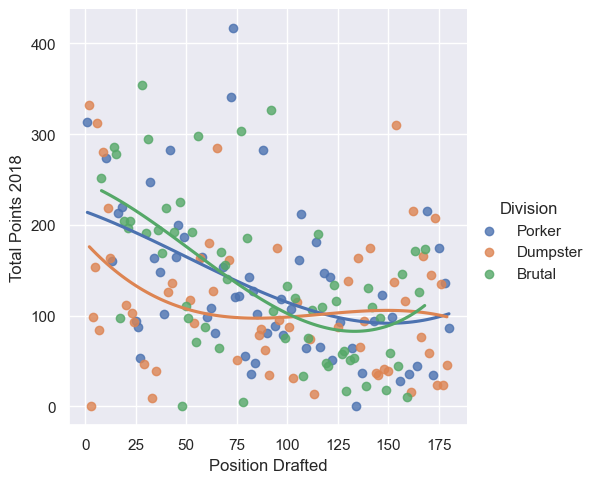 400
300
200
100
0
Total Points 2018
0
25
50
75
100
125
150
175
Position Drafted
Division
Porker
Dumpster
Brutal